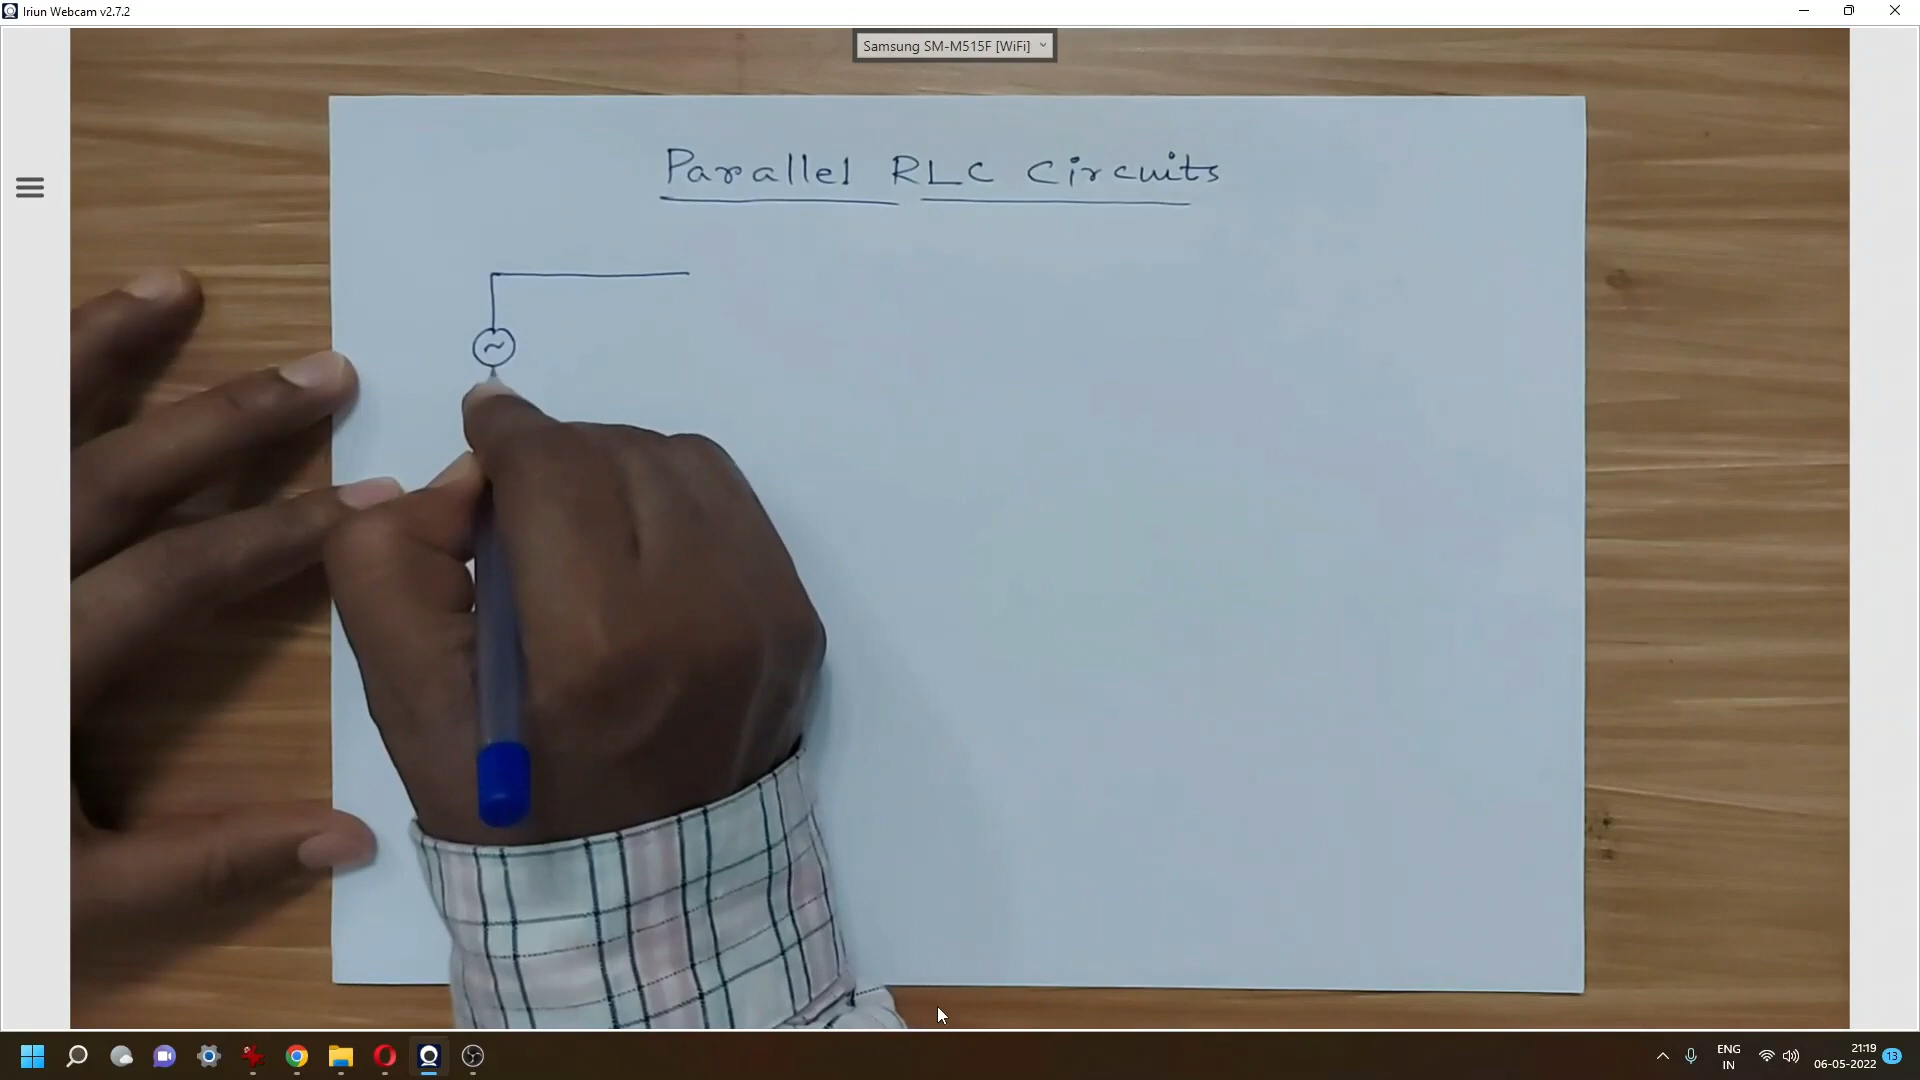 Iriun Webcam v2.7.2
Samsung SM-M515F [WiFi]
Parallel RLC Circuits
~
ENG
IN
21:19
06-05-2022
13